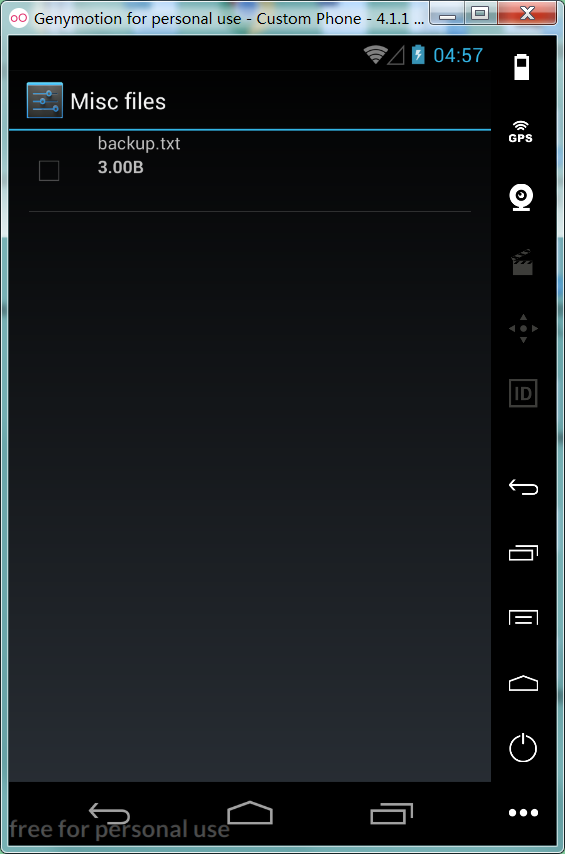 Genymotion for personal use - Custom Phone - 4.1.1 ...
04:57
GPS
Misc files
backup.txt
3.00B
ID
free for personal use